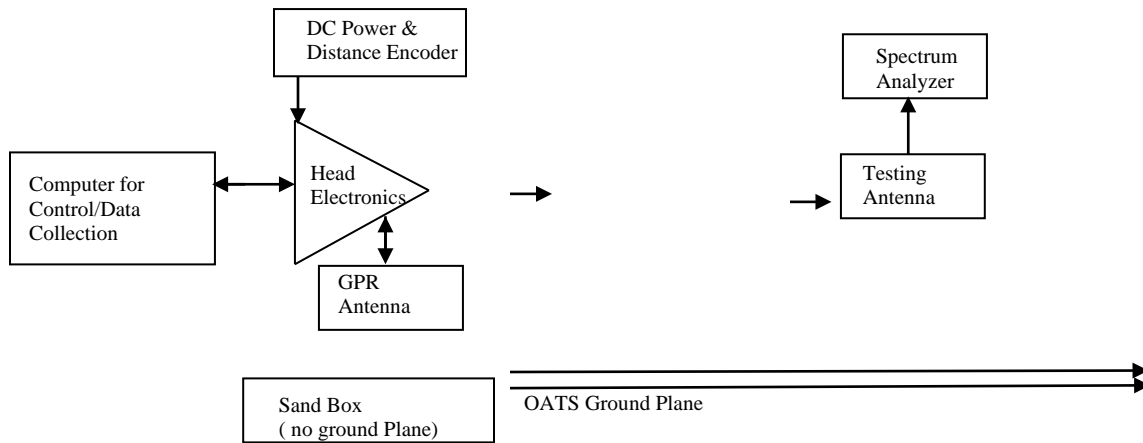 DC Power &
Distance Encoder
Spectrum
Analyzer
Computer for
Control/Data
Collection
Head
Electronics
Testing
Antenna
GPR
Antenna
Sand Box
( no ground Plane)
OATS Ground Plane